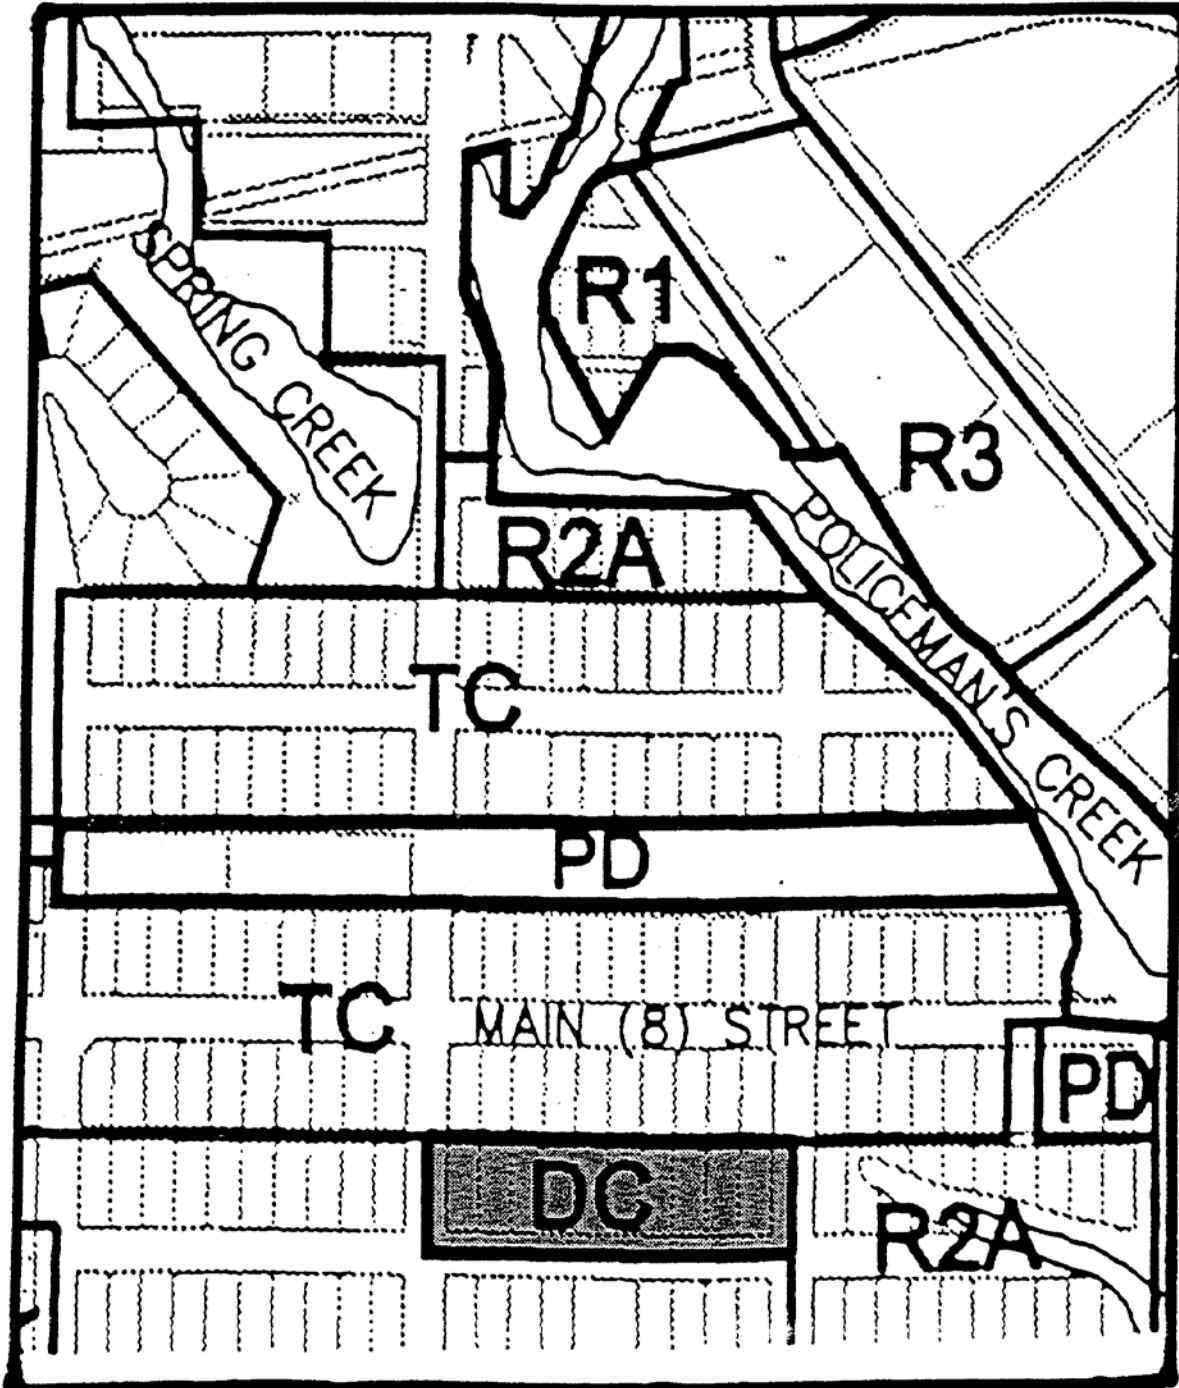 SPRING CREEK
R1
R3
R2A
POLICEMAN'S CREEK
TC
PD
TC
MAIN (8) STREET
PD
DC
R2A